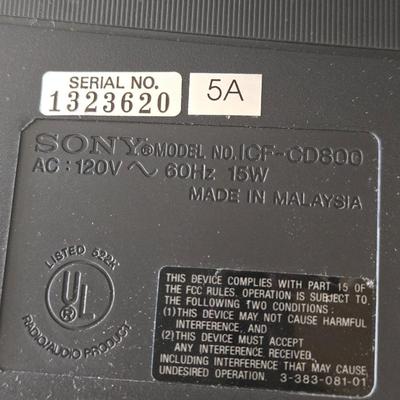 SERIAL NO.
1323620
5A
SONY® MODEL NO. ICF-CD800
AC: 120V ~ 60Hz 15W
MADE IN MALAYSIA
LISTED 522K
UL
®
RADIO/AUDIO PRODUCT
THIS DEVICE COMPLIES WITH PART 15 OF
THE FCC RULES. OPERATION IS SUBJECT TO
THE FOLLOWING TWO CONDITIONS:
(1)THIS DEVICE MAY NOT CAUSE HARMFUL
INTERFERENCE, AND
(2)THIS DEVICE MUST ACCEPT
ANY INTERFERENCE RECEIVED,
INCLUDING INTERFERENCE THAT MAY CAUSE
UNDESIRED OPERATION. 3-383-081-01